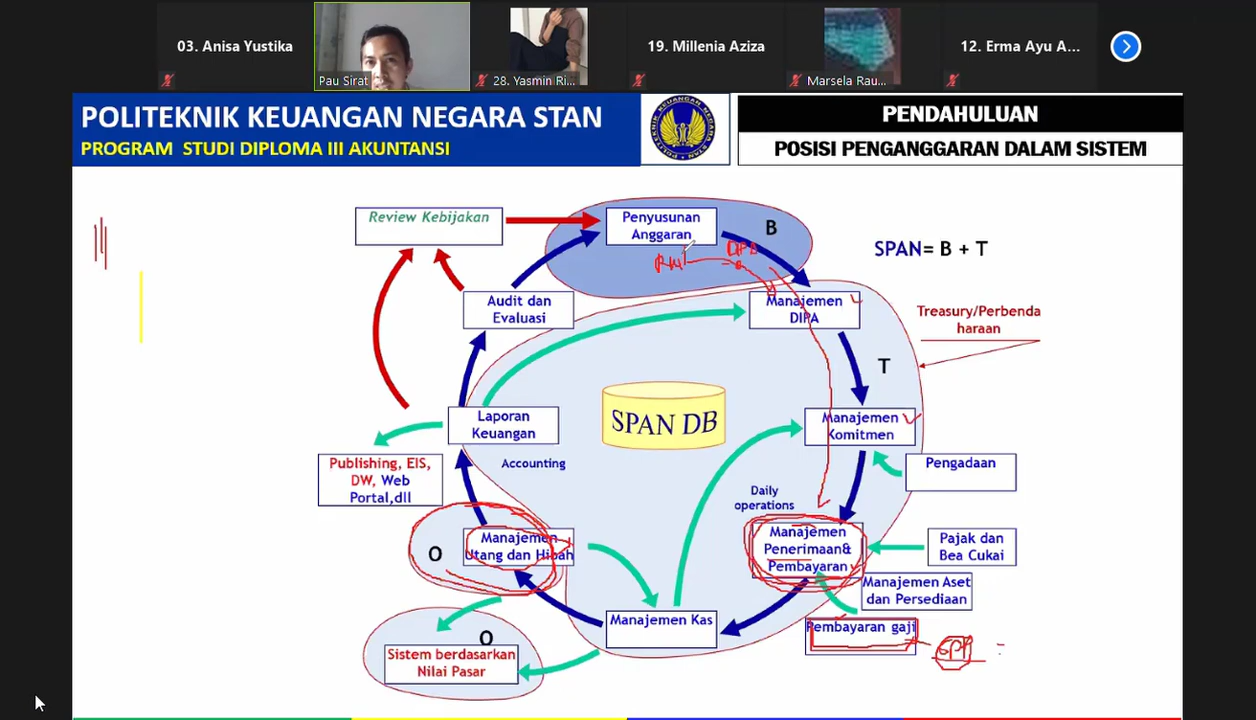 03. Anisa Yustika
Pau Sirat
28. Yasmin Ri...
19. Millenia Aziza
Marsela Rau...
12. Erma Ayu A...
POLITEKNIK KEUANGAN NEGARA STAN
PROGRAM STUDI DIPLOMA III AKUNTANSI
PENDAHULUAN
POSISI PENGANGGARAN DALAM SISTEM
Review Kebijakan
Penyusunan
Anggaran
B
SPAN= B + T
Audit dan
Evaluasi
Manajemen
DIPA
Treasury/Perbenda
haraan
T
SPAN DB
Laporan
Keuangan
Manajemen
Komitmen
Accounting
Publishing, EIS,
DW, Web
Portal,dll
Pengadaan
Daily
operations
Manajemen
Utang dan Hibah
O
Manajemen
Penerimaan&
Pembayaran
Pajak dan
Bea Cukai
Manajemen Aset
dan Persediaan
Manajemen Kas
Pembayaran gaji
O
Sistem berdasarkan
Nilai Pasar